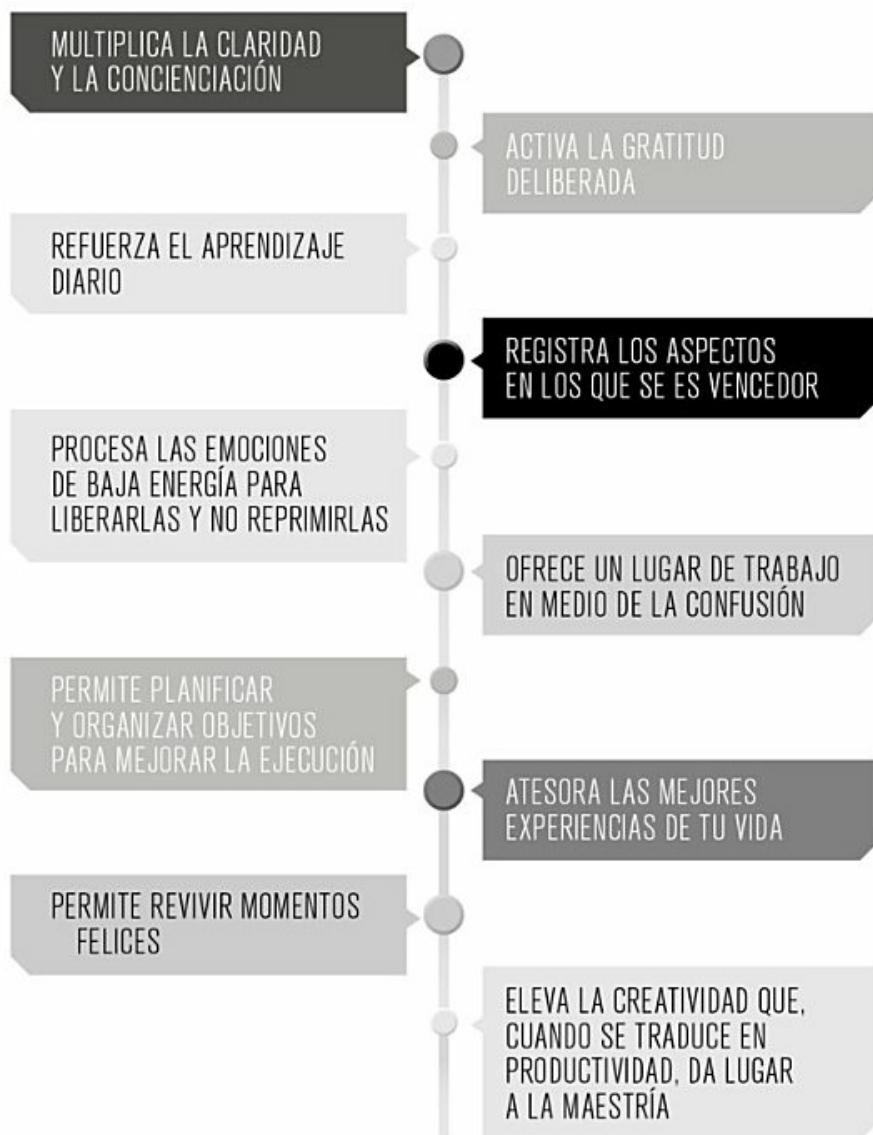 MULTIPLICA LA CLARIDAD
Y LA CONCIENCIACIÓN
ACTIVA LA GRATITUD
DELIBERADA
REFUERZA EL APRENDIZAJE
DIARIO
REGISTRA LOS ASPECTOS
EN LOS QUE SE ES VENCEDOR
PROCESA LAS EMOCIONES
DE BAJA ENERGÍA PARA
LIBERARLAS Y NO REPRIMIRLAS
OFRECE UN LUGAR DE TRABAJO
EN MEDIO DE LA CONFUSIÓN
PERMITE PLANIFICAR
Y ORGANIZAR OBJETIVOS
PARA MEJORAR LA EJECUCIÓN
ATESORA LAS MEJORES
EXPERIENCIAS DE TU VIDA
PERMITE REVIVIR MOMENTOS
FELICES
ELEVA LA CREATIVIDAD QUE,
CUANDO SE TRADUCE EN
PRODUCTIVIDAD, DA LUGAR
A LA MAESTRÍA